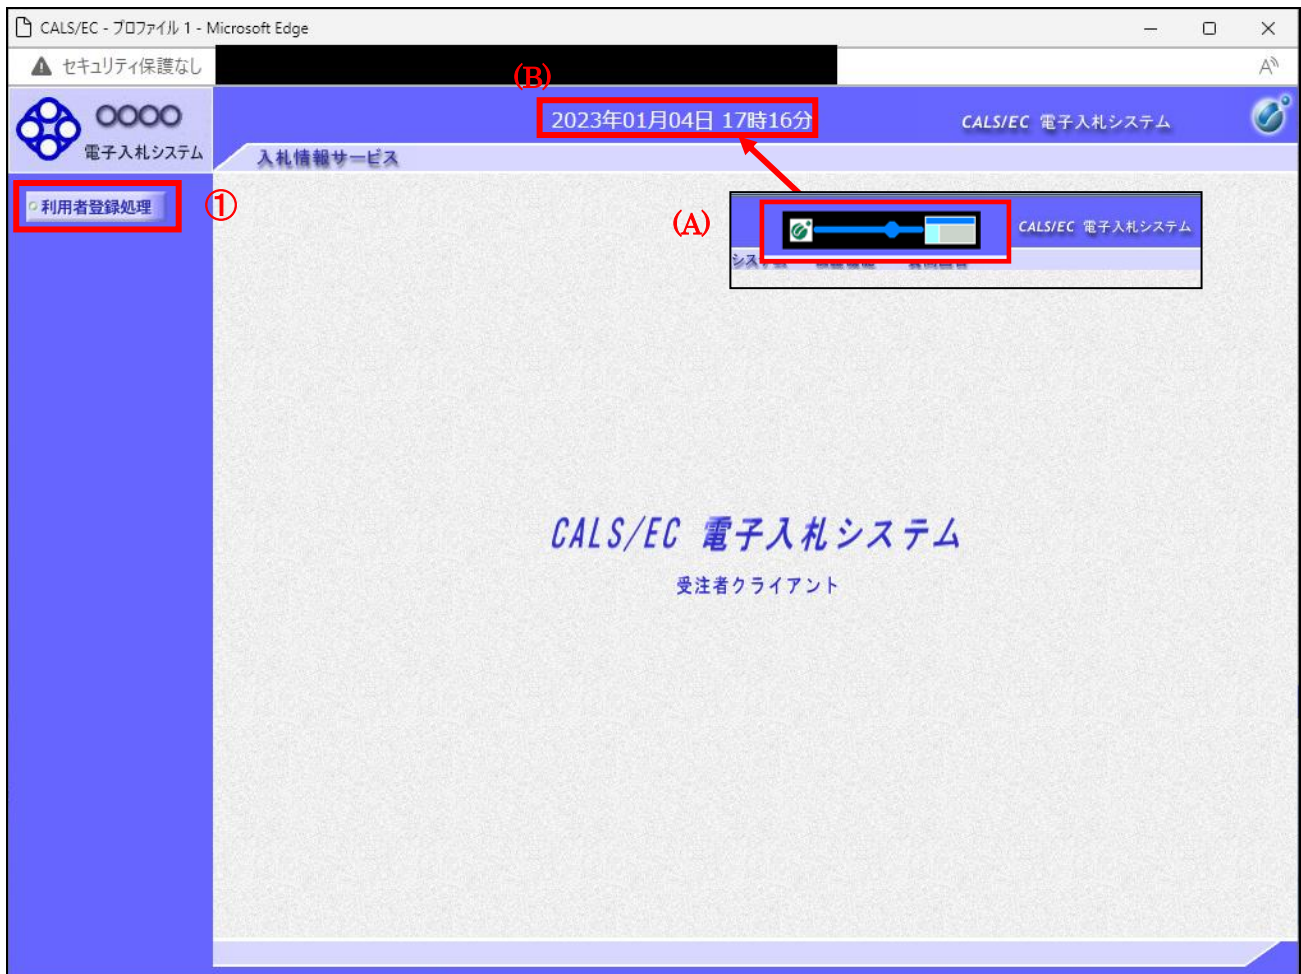 CALS/EC - プロファイル 1 - Microsoft Edge
セキュリティ保護なし
(B)
〇〇〇〇
電子入札システム
2023年01月04日 17時16分
CALS/EC 電子入札システム
入札情報サービス
利用者登録処理
①
(A)
CALS/EC 電子入札システム
CALS/EC 電子入札システム
受注者クライアント